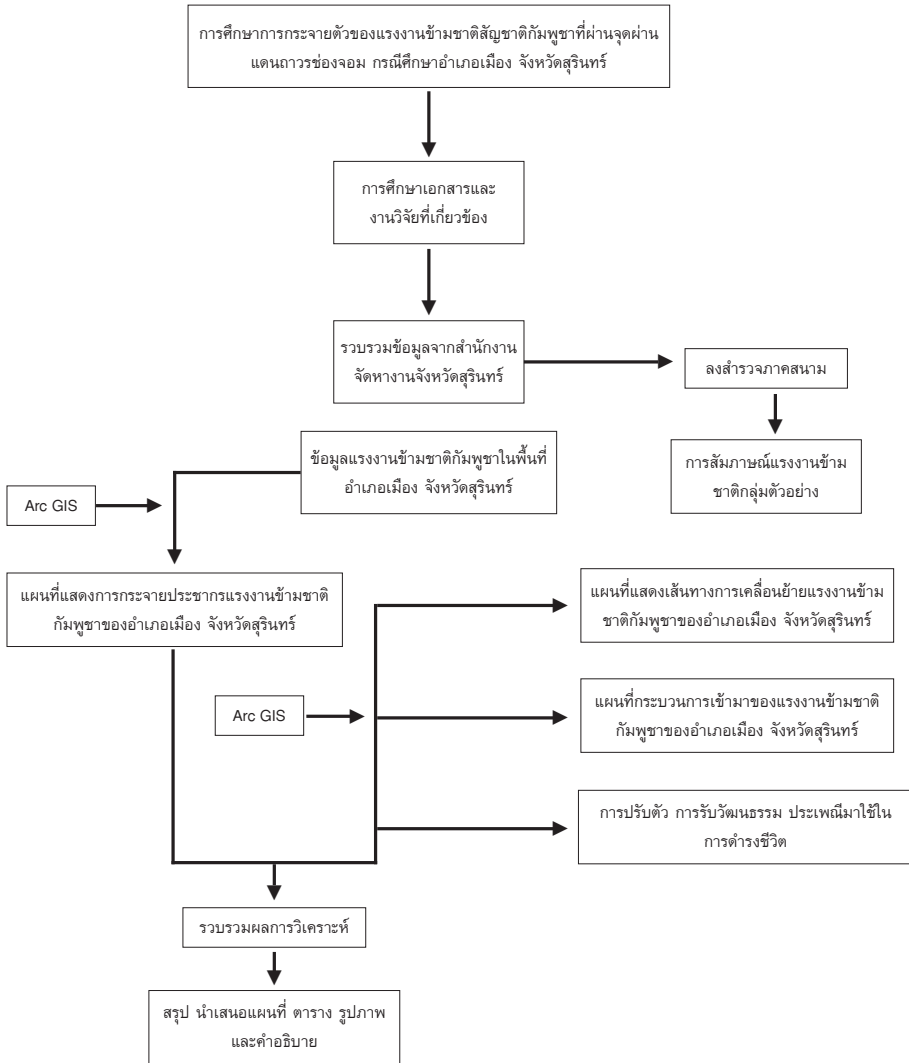 การศึกษาการกระจายตัวของแรงงานข้ามชาติสัญชาติกัมพูชาที่ผ่านจุดผ่าน
แดนถาวรช่องจอม กรณีศึกษาอำเภอเมือง จังหวัดสุรินทร์
การศึกษาเอกสารและ
งานวิจัยที่เกี่ยวข้อง
รวบรวมข้อมูลจากสำนักงาน
จัดหางานจังหวัดสุรินทร์
ลงสำรวจภาคสนาม
ข้อมูลแรงงานข้ามชาติกัมพูชาในพื้นที่
อำเภอเมือง จังหวัดสุรินทร์
การสัมภาษณ์แรงงานข้าม
ชาติกลุ่มตัวอย่าง
Arc GIS
แผนที่แสดงการกระจายประชากรแรงงานข้ามชาติ
กัมพูชาของอำเภอเมือง จังหวัดสุรินทร์
แผนที่แสดงเส้นทางการเคลื่อนย้ายแรงงานข้าม
ชาติกัมพูชาของอำเภอเมือง จังหวัดสุรินทร์
Arc GIS
แผนที่กระบวนการเข้ามาของแรงงานข้ามชาติ
กัมพูชาของอำเภอเมือง จังหวัดสุรินทร์
การปรับตัว การรับวัฒนธรรม ประเพณีมาใช้ใน
การดำรงชีวิต
รวบรวมผลการวิเคราะห์
สรุป นำเสนอแผนที่ ตาราง รูปภาพ
และคำอธิบาย